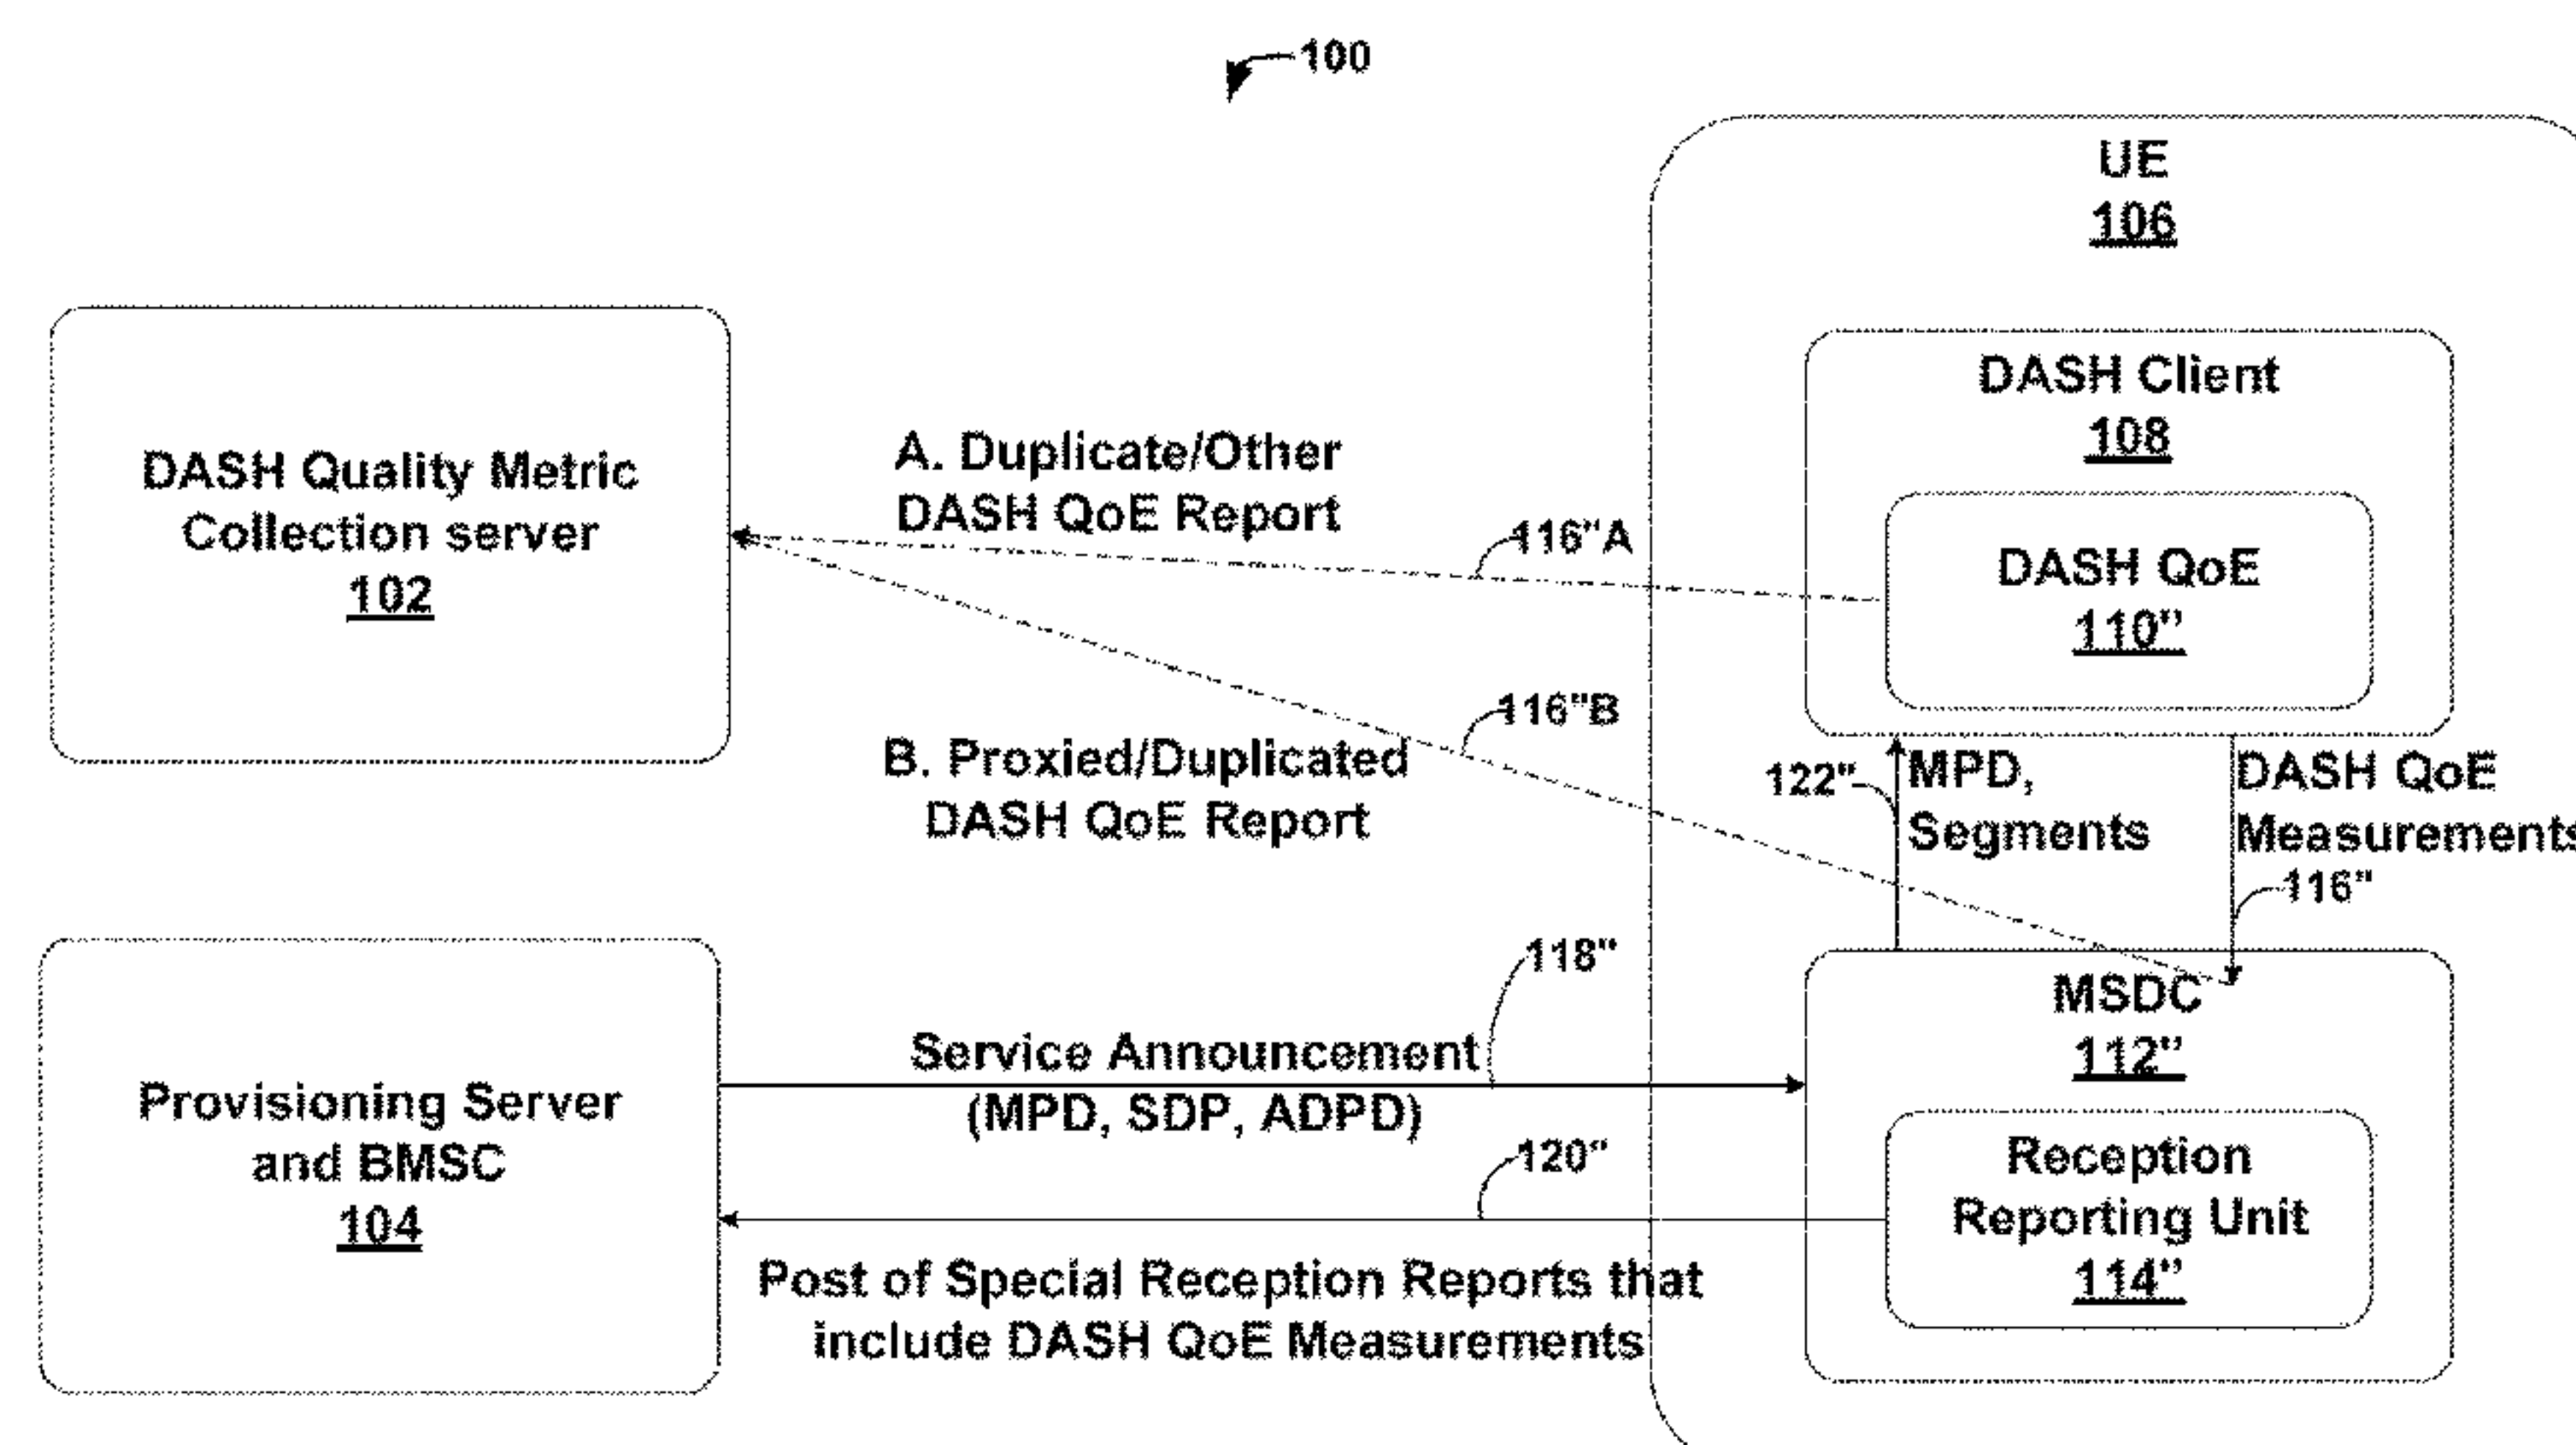 100
UE
106
DASH Client
108
DASH QoE
110"
DASH Quality Metric
Collection server
102
A. Duplicate/Other
DASH QoE Report
116"A
116"B
B. Proxied/Duplicated
DASH QoE Report
122"
MPD,
Segments
DASH QoE
Measurements
116"
118"
MSDC
112"
Service Announcement
(MPD, SDP, ADPD)
Provisioning Server
and BMSC
104
120"
Reception
Reporting Unit
114"
Post of Special Reception Reports that
include DASH QoE Measurements